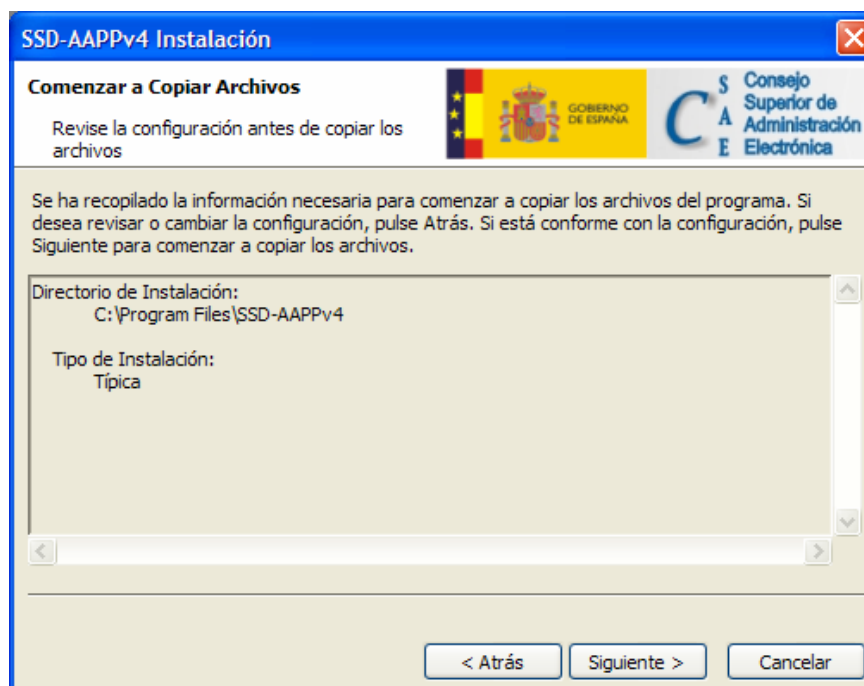 SSD-AAPPv4 Instalación
Comenzar a Copiar Archivos
Revise la configuración antes de copiar los
archivos
GOBIERNO
DE ESPAÑA
C
S
A
E
Consejo
Superior de
Administración
Electrónica
Se ha recopilado la información necesaria para comenzar a copiar los archivos del programa. Si
desea revisar o cambiar la configuración, pulse Atrás. Si está conforme con la configuración, pulse
Siguiente para comenzar a copiar los archivos.
Directorio de Instalación:
C:\Program Files\SSD-AAPPv4
Tipo de Instalación:
Típica
< Atrás
Siguiente >
Cancelar